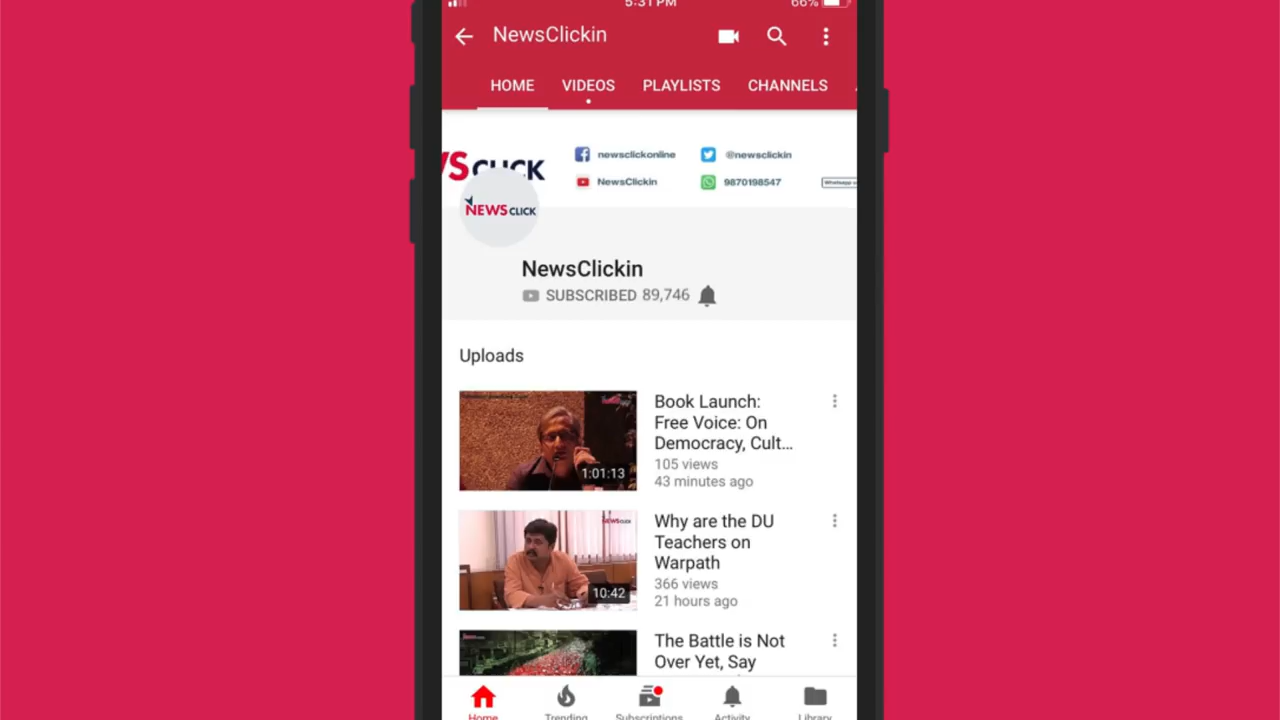 5:31 PM
66%
NewsClickin
HOME
VIDEOS
PLAYLISTS
CHANNELS
WS CLICK
newsclickonline
@newsclickin
NewsClickin
9870198547
NEWSCLICK
NewsClickin
SUBSCRIBED 89,746
Uploads
Book Launch:
Free Voice: On
Democracy, Cult...
105 views
43 minutes ago
1:01:13
Why are the DU
Teachers on
Warpath
366 views
21 hours ago
NEWSCLICK
10:42
The Battle is Not
Over Yet, Say
Home
Trending
Subscriptions
Activity
Library